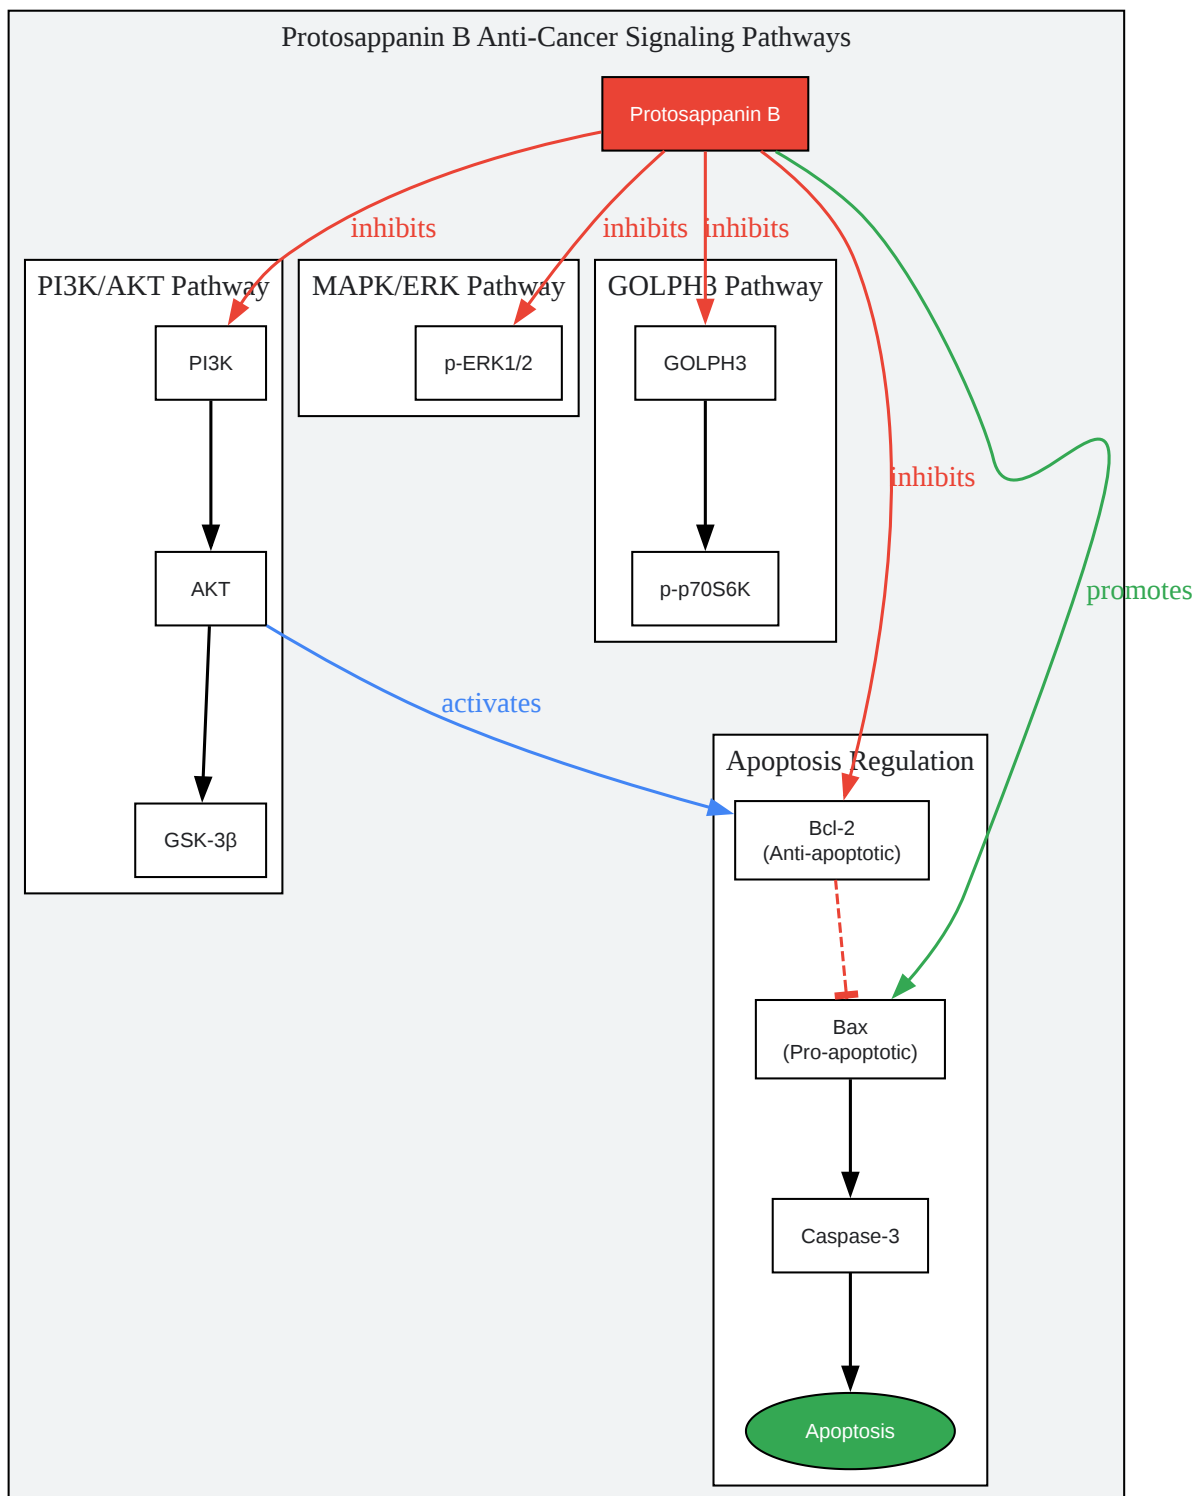 Protosappanin B Anti-Cancer Signaling Pathways
Protosappanin B
inhibits
inhibits
inhibits
PI3K/AKT Pathway
MAPK/ERK Pathway
GOLPH3 Pathway
PI3K
p-ERK1/2
GOLPH3
inhibits
AKT
p-p70S6K
promotes
activates
Apoptosis Regulation
GSK-3β
Bcl-2
(Anti-apoptotic)
Bax
(Pro-apoptotic)
Caspase-3
Apoptosis